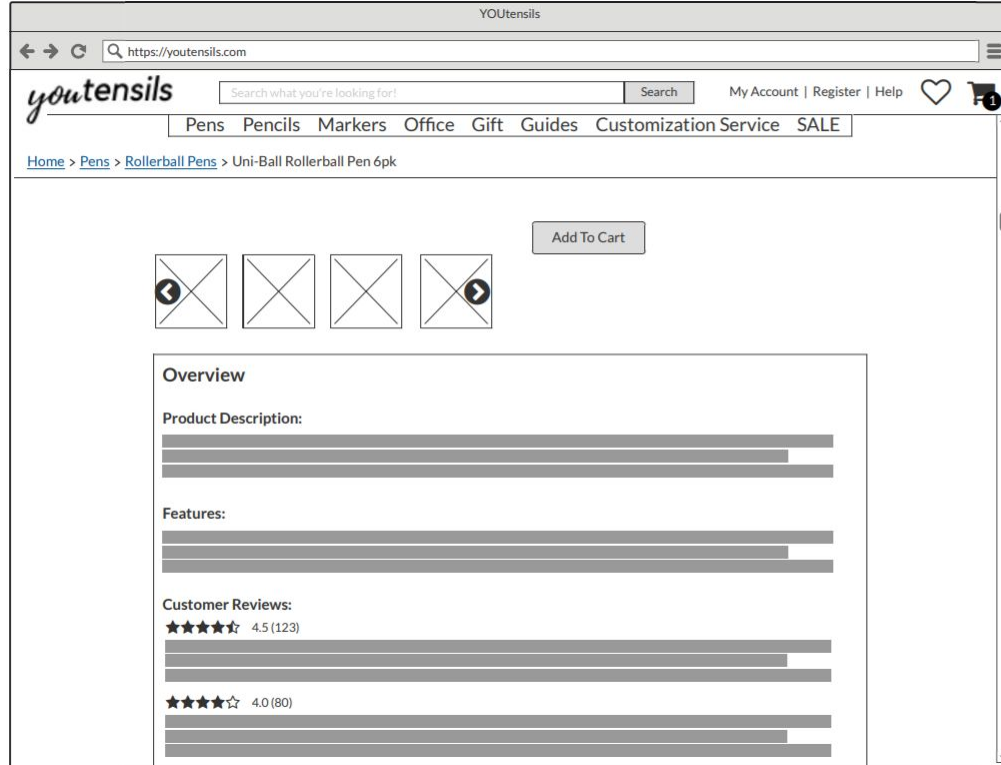 YOUtensils
https://youtensils.com
youtensils
Search what you're looking for!
Search
My Account | Register | Help
1
Pens Pencils Markers Office Gift Guides Customization Service SALE
Home > Pens > Rollerball Pens > Uni-Ball Rollerball Pen 6pk
Add To Cart
Overview
Product Description:
Features:
Customer Reviews:
4.5 (123)
4.0 (80)